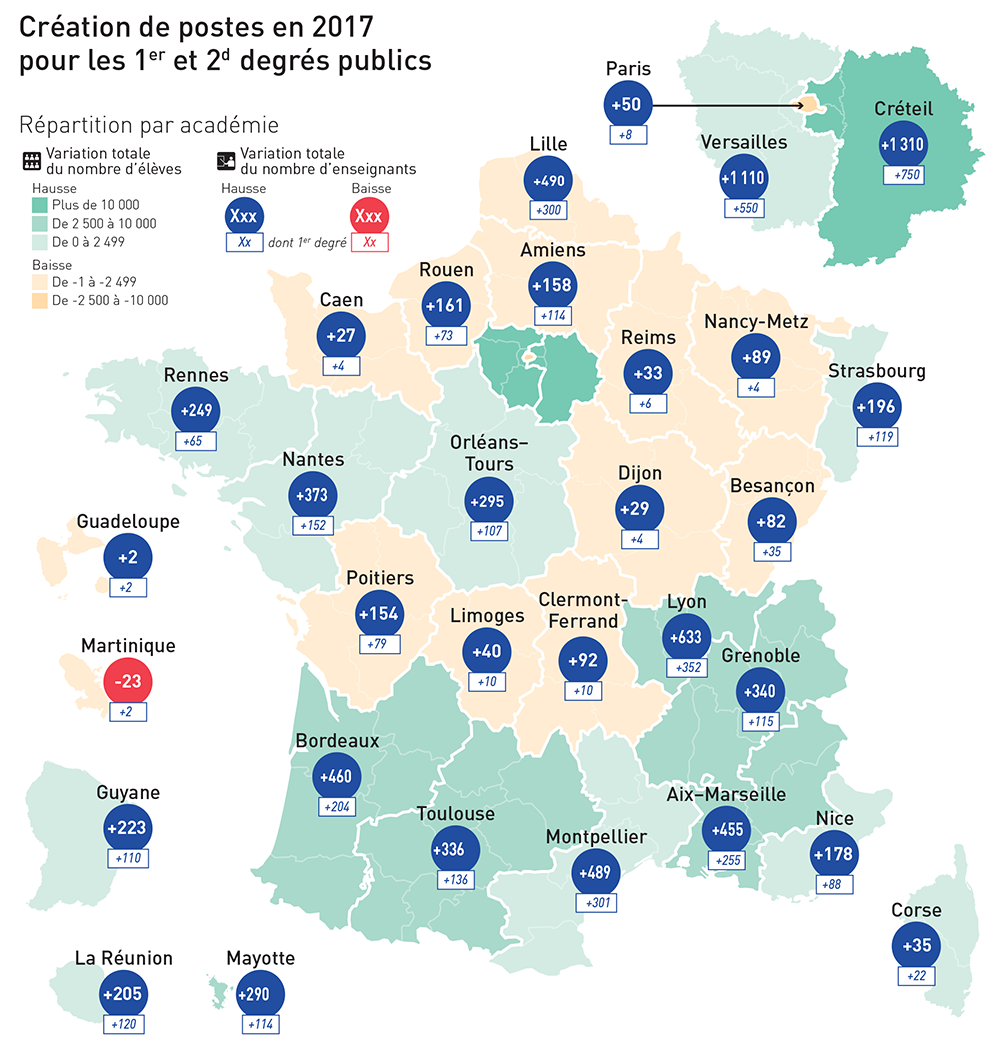 Création de postes en 2017
pour les 1er et 2d degrés publics
Répartition par académie
Variation totale
du nombre d'élèves
Hausse
Plus de 10 000
De 2 500 à 10 000
De 0 à 2 499
Baisse
De -1 à -2 499
De -2 500 à -10 000
Variation totale
du nombre d'enseignants
Hausse
Baisse
Xxx
Xxx
Xx
dont 1er degré
Xx
Paris
+50
+8
Créteil
+1 310
+750
Versailles
+1 110
+550
Lille
+490
+300
Amiens
+158
+114
Rouen
+161
+73
Caen
+27
+4
Reims
+33
+6
Nancy-Metz
+89
+4
Strasbourg
+196
+119
Rennes
+249
+65
Nantes
+373
+152
Orléans–
Tours
+295
+107
Dijon
+29
+4
Besançon
+82
+35
Guadeloupe
+2
+2
Poitiers
+154
+79
Limoges
+40
+10
Clermont-
Ferrand
+92
+10
Lyon
+633
+352
Grenoble
+340
+115
Martinique
-23
+2
Bordeaux
+460
+204
Toulouse
+336
+136
Montpellier
+489
+301
Aix–Marseille
+455
+255
Nice
+178
+88
Guyane
+223
+110
Corse
+35
+22
La Réunion
+205
+120
Mayotte
+290
+114